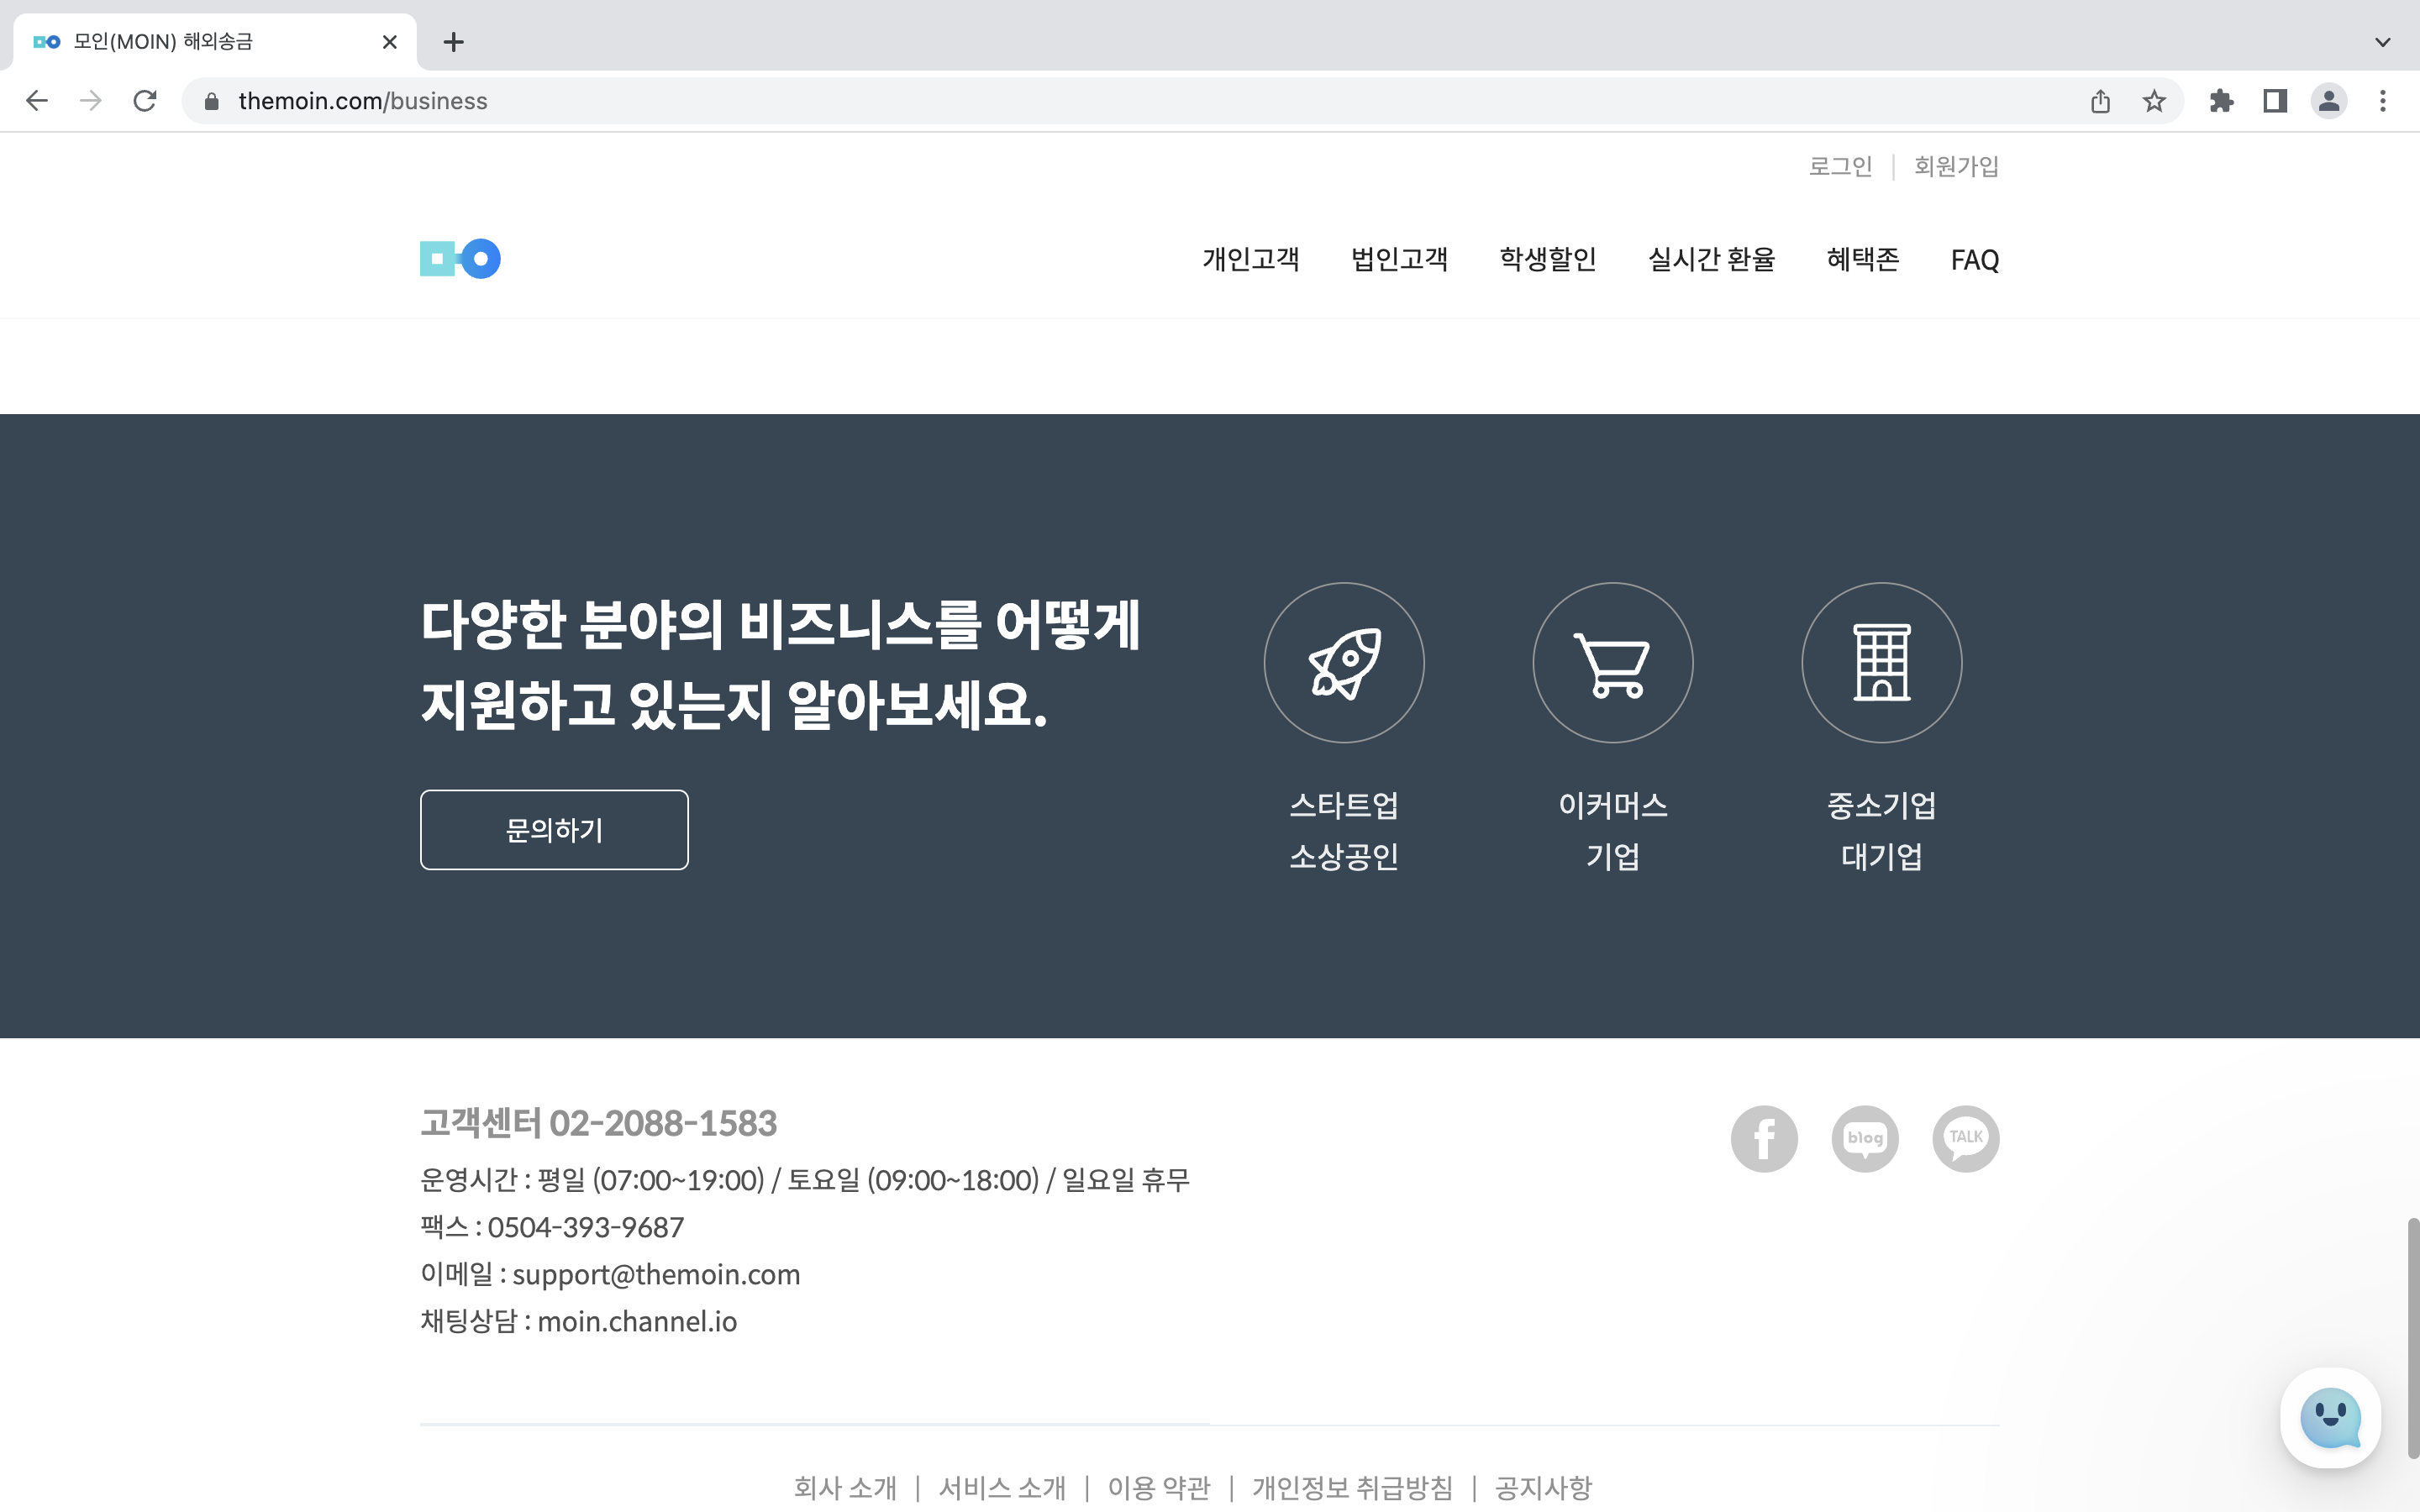 모인(MOIN) 해외송금
themoin.com/business
로그인 | 회원가입
개인고객 법인고객 학생할인 실시간 환율 혜택존 FAQ
다양한 분야의 비즈니스를 어떻게
지원하고 있는지 알아보세요.
문의하기
스타트업
소상공인
이커머스
기업
중소기업
대기업
고객센터 02-2088-1583
운영시간 : 평일 (07:00~19:00) / 토요일 (09:00~18:00) / 일요일 휴무
팩스 : 0504-393-9687
이메일 : support@themoin.com
채팅상담 : moin.channel.io
f
blog
TALK
회사 소개 | 서비스 소개 | 이용 약관 | 개인정보 취급방침 | 공지사항